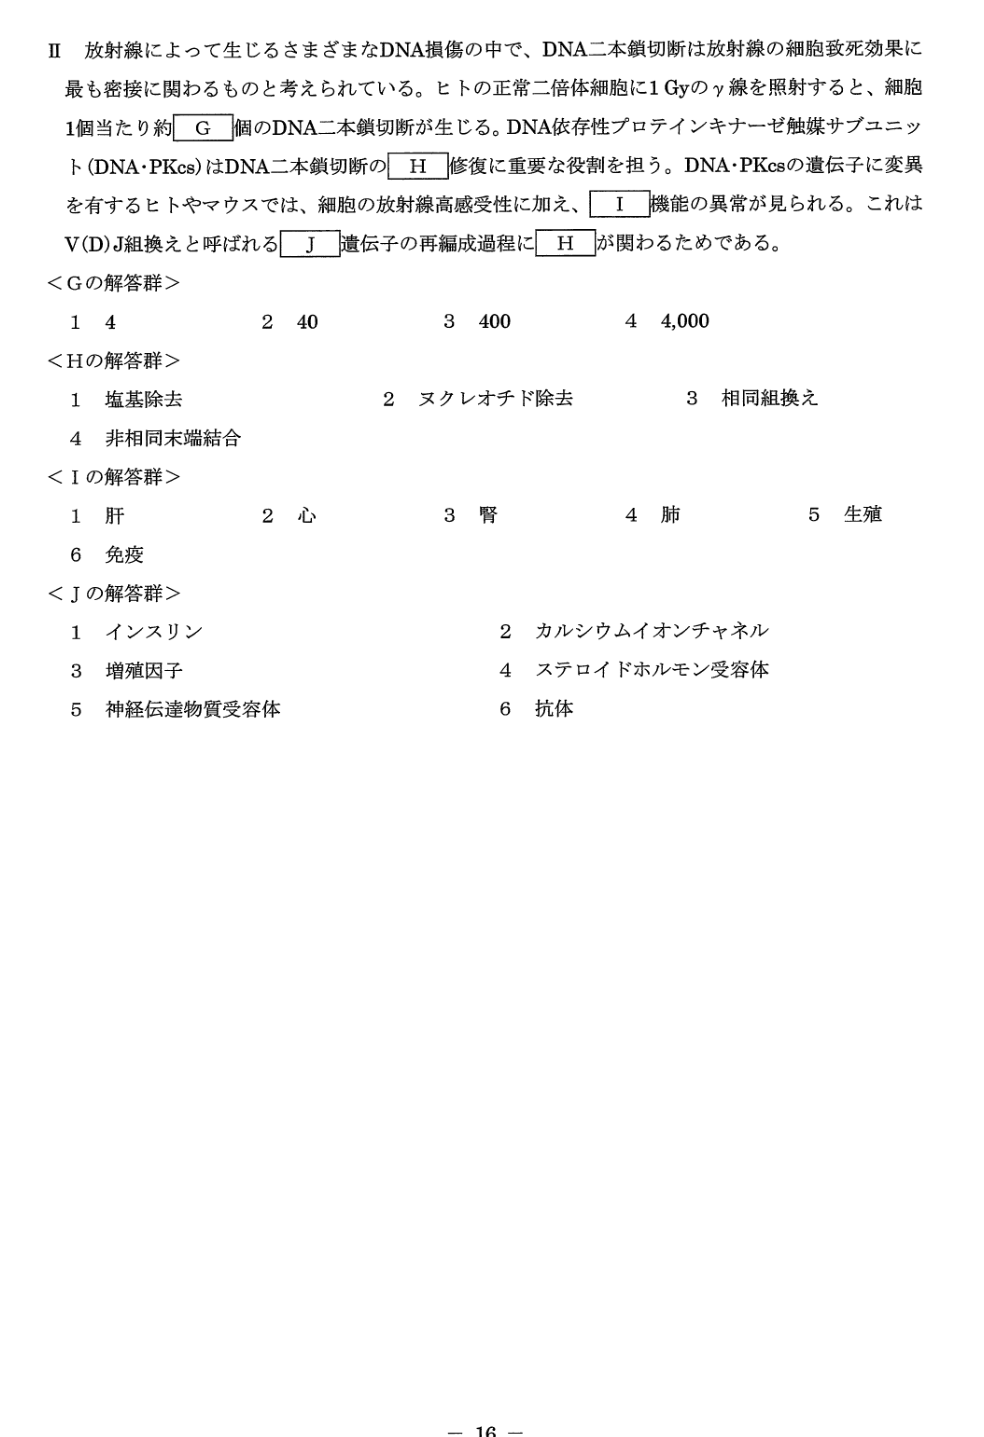 Ⅱ 放射線によって生じるさまざまなDNA損傷の中で、DNA二本鎖切断は放射線の細胞致死効果に
最も密接に関わるものと考えられている。ヒトの正常二倍体細胞に1 Gyのγ線を照射すると、細胞
1個当たり約 G 個のDNA二本鎖切断が生じる。DNA依存性プロテインキナーゼ触媒サブユニッ
ト(DNA・PKcs)はDNA二本鎖切断の H 修復に重要な役割を担う。DNA・PKcsの遺伝子に変異
を有するヒトやマウスでは、細胞の放射線高感受性に加え、 I 機能の異常が見られる。これは
V(D)J組換えと呼ばれる J 遺伝子の再編成過程に H が関わるためである。
＜Gの解答群＞
1 4 2 40 3 400 4 4,000
＜Hの解答群＞
1 塩基除去 2 ヌクレオチド除去 3 相同組換え
4 非相同末端結合
＜Iの解答群＞
1 肝 2 心 3 腎 4 肺 5 生殖
6 免疫
＜Jの解答群＞
1 インスリン 2 カルシウムイオンチャネル
3 増殖因子 4 ステロイドホルモン受容体
5 神経伝達物質受容体 6 抗体
－ 16 －